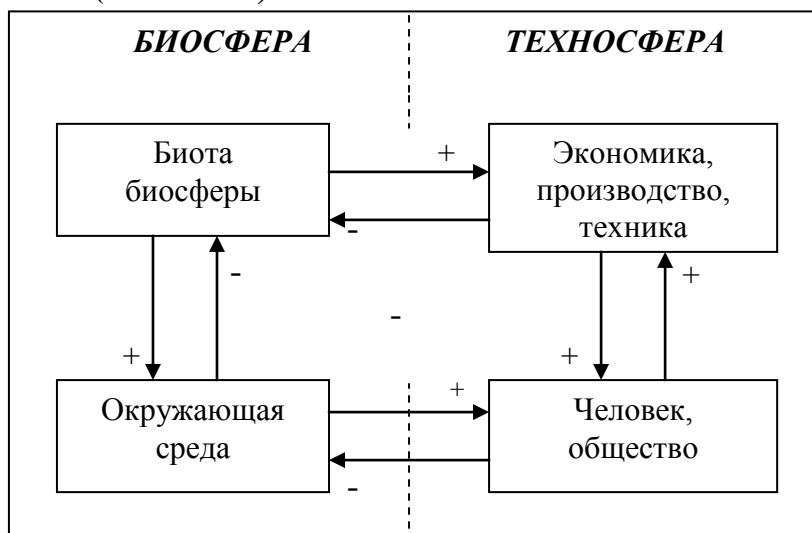 БИОСФЕРА ТЕХНОСФЕРА
Биота
биосферы
+
Экономика,
производство,
техника
-
-
+
-
+
+
Окружающая
среда
+
Человек,
общество
-